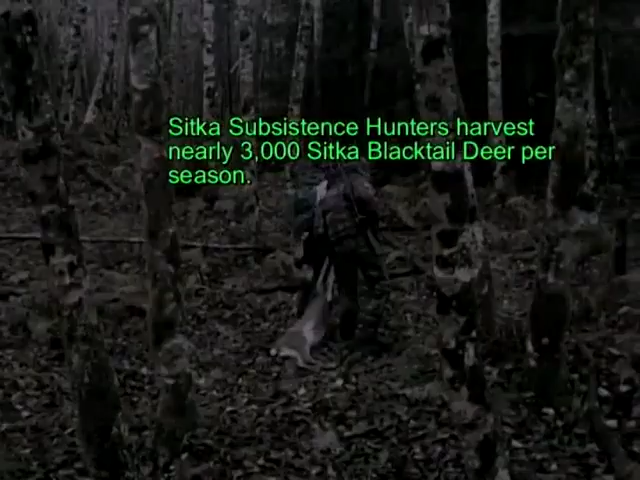 Sitka Subsistence Hunters harvest
nearly 3,000 Sitka Blacktail Deer per
season.